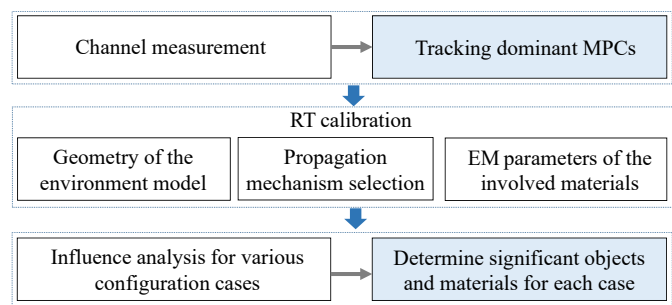 Channel measurement
Tracking dominant MPCs
RT calibration
Geometry of the
environment model
Propagation
mechanism selection
EM parameters of the
involved materials
Influence analysis for various
configuration cases
Determine significant objects
and materials for each case